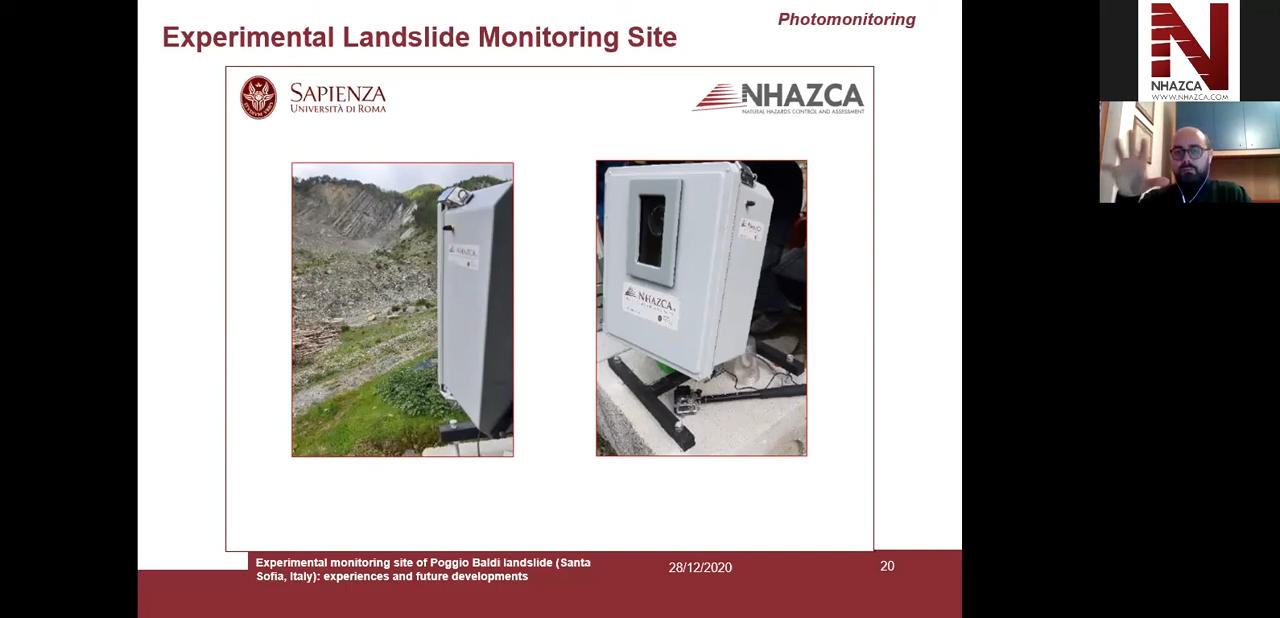 Photomonitoring
Experimental Landslide Monitoring Site
SAPIENZA
UNIVERSITÀ DI ROMA
NHAZCA
NATURAL HAZARDS CONTROL AND ASSESSMENT
NHAZCA
WWW.NHAZCA.COM
NHAZCA
NHAZCA
Experimental monitoring site of Poggio Baldi landslide (Santa
Sofia, Italy): experiences and future developments
28/12/2020
20